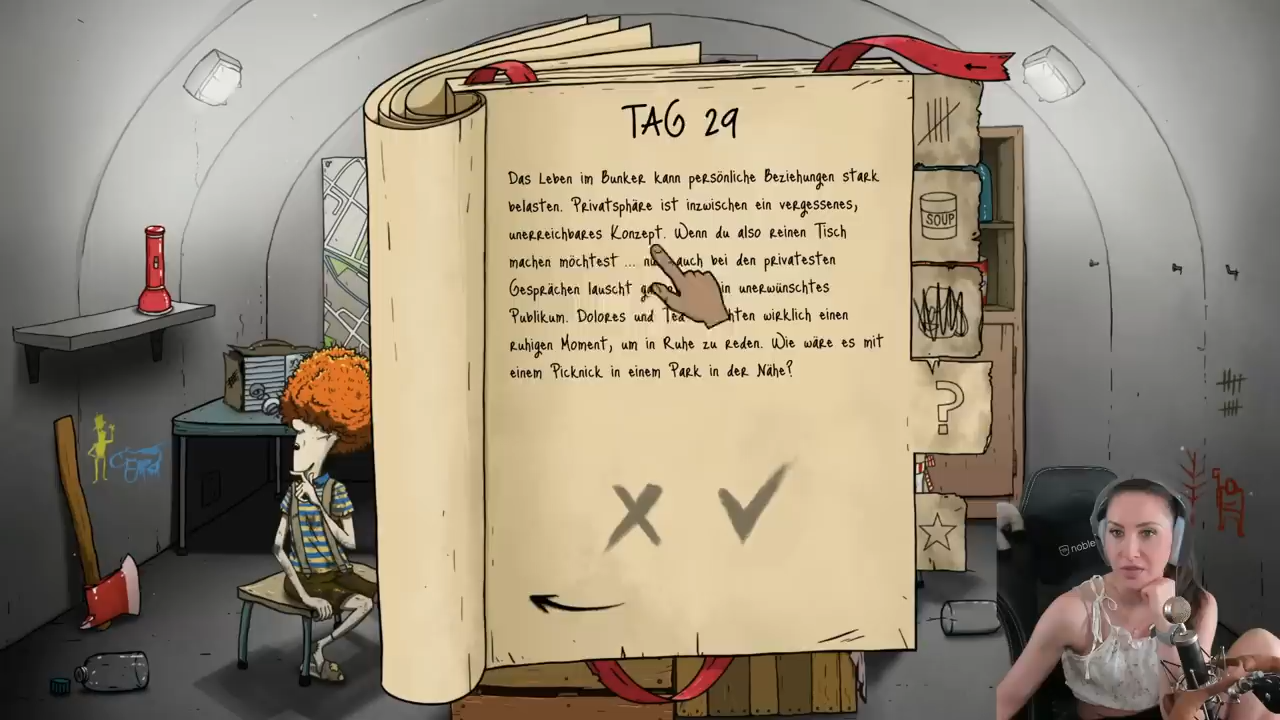 TAG 29
Das Leben im Bunker kann persönliche Beziehungen stark
belasten. Privatsphäre ist inzwischen ein vergessenes,
unerreichbares Konzept. Wenn du also reinen Tisch
machen möchtest ... auch bei den privatesten
Gesprächen lauscht in unerwünschtes
Publikum. Dolores und Ted wirklich einen
ruhigen Moment, um in Ruhe zu reden. Wie wäre es mit
einem Picknick in einem Park in der Nähe?
SOUP
?
noble